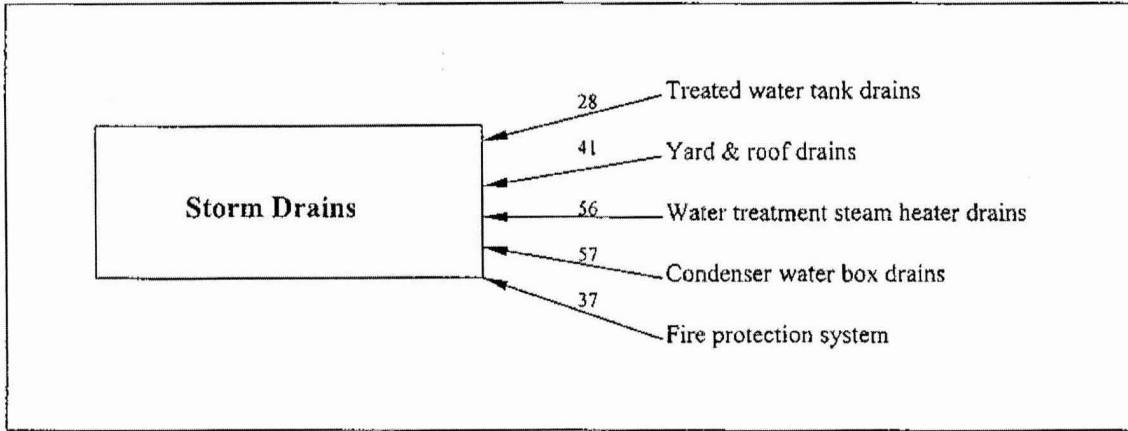 28
Treated water tank drains
41
Yard & roof drains
Storm Drains
56
Water treatment steam heater drains
57
Condenser water box drains
37
Fire protection system